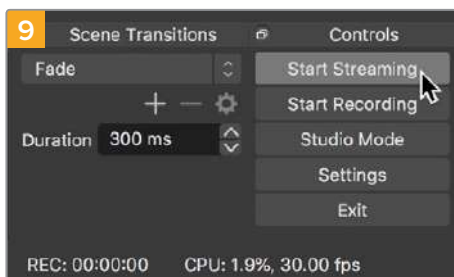 9
Scene Transitions
Controls
Fade
Start Streaming
Start Recording
Duration 300 ms
Studio Mode
Settings
Exit
REC: 00:00:00 CPU: 1.9%, 30.00 fps